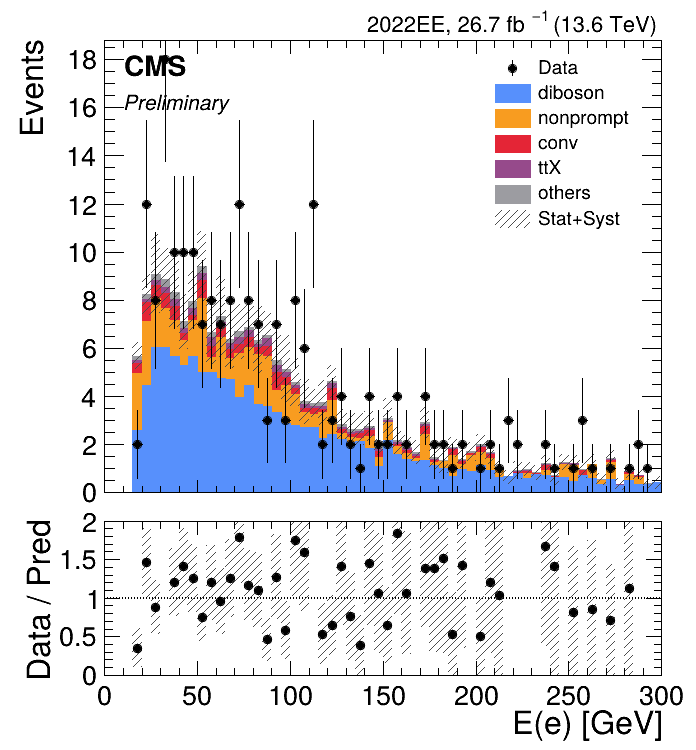 2022EE, 26.7 fb ⁻¹ (13.6 TeV)
CMS
Preliminary
Events
18
16
14
12
10
8
6
4
2
0
Data
diboson
nonprompt
conv
ttX
others
Stat+Syst
Data / Pred
2
1.5
1
0.5
0
0 50 100 150 200 250 300
E(e) [GeV]